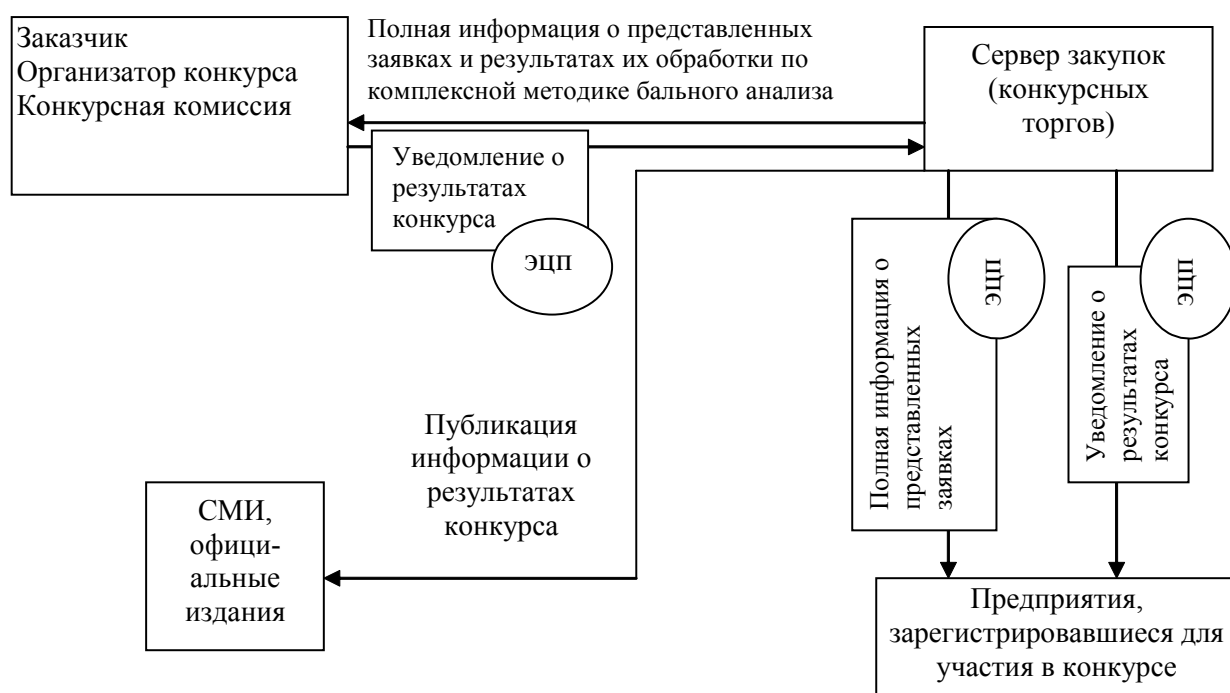 Заказчик
Организатор конкурса
Конкурсная комиссия
Полная информация о представленных
заявках и результатах их обработки по
комплексной методике бального анализа
Сервер закупок
(конкурсных
торгов)
Уведомление о
результатах
конкурса
ЭЦП
Полная информация о
представленных
заявках
ЭЦП
Уведомление о
результатах
конкурса
ЭЦП
Публикация
информации о
результатах
конкурса
СМИ,
офици-
альные
издания
Предприятия,
зарегистрировавшиеся для
участия в конкурсе